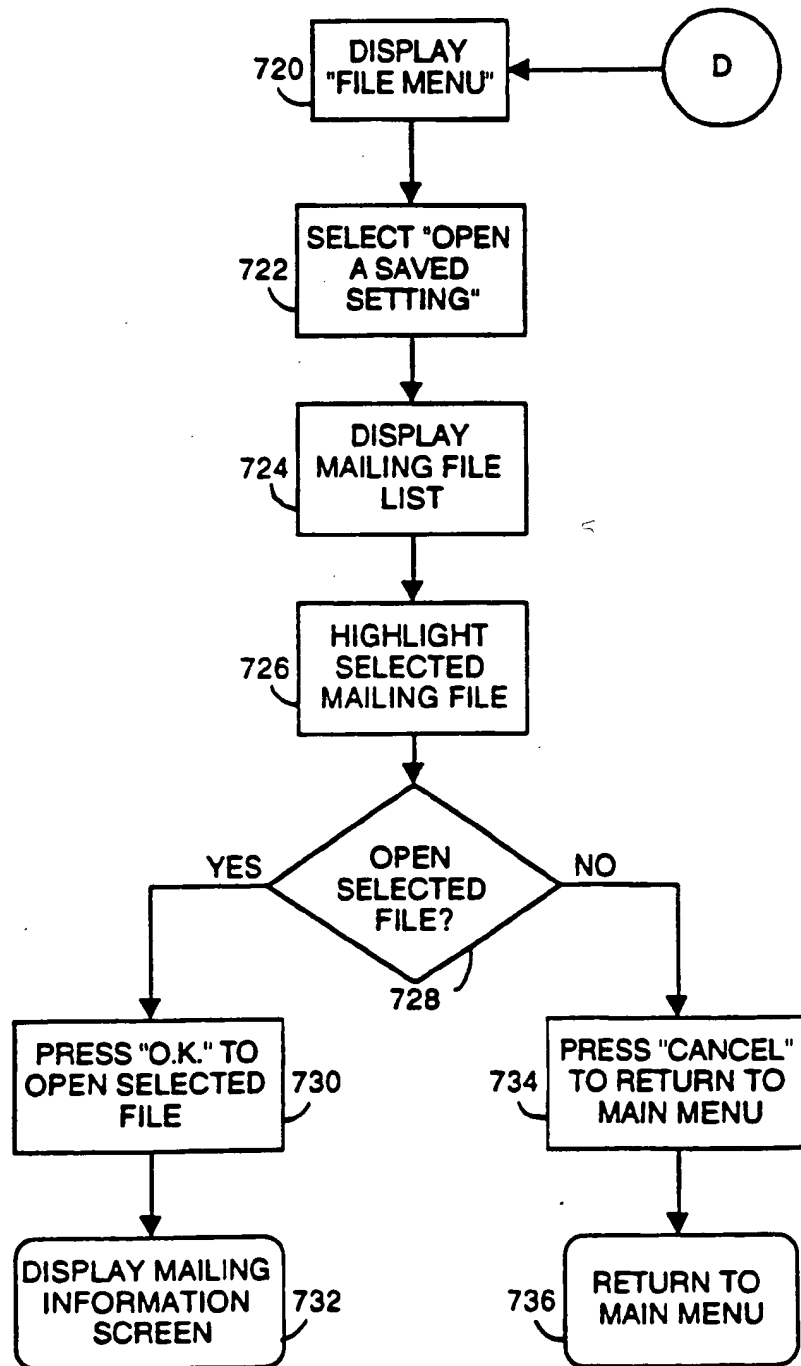 720
DISPLAY
"FILE MENU"
D
722
SELECT "OPEN
A SAVED
SETTING"
724
DISPLAY
MAILING FILE
LIST
726
HIGHLIGHT
SELECTED
MAILING FILE
YES
OPEN
SELECTED
FILE?
NO
728
PRESS "O.K." TO
OPEN SELECTED
FILE
730
734
PRESS "CANCEL"
TO RETURN TO
MAIN MENU
DISPLAY MAILING
INFORMATION
SCREEN
732
736
RETURN TO
MAIN MENU